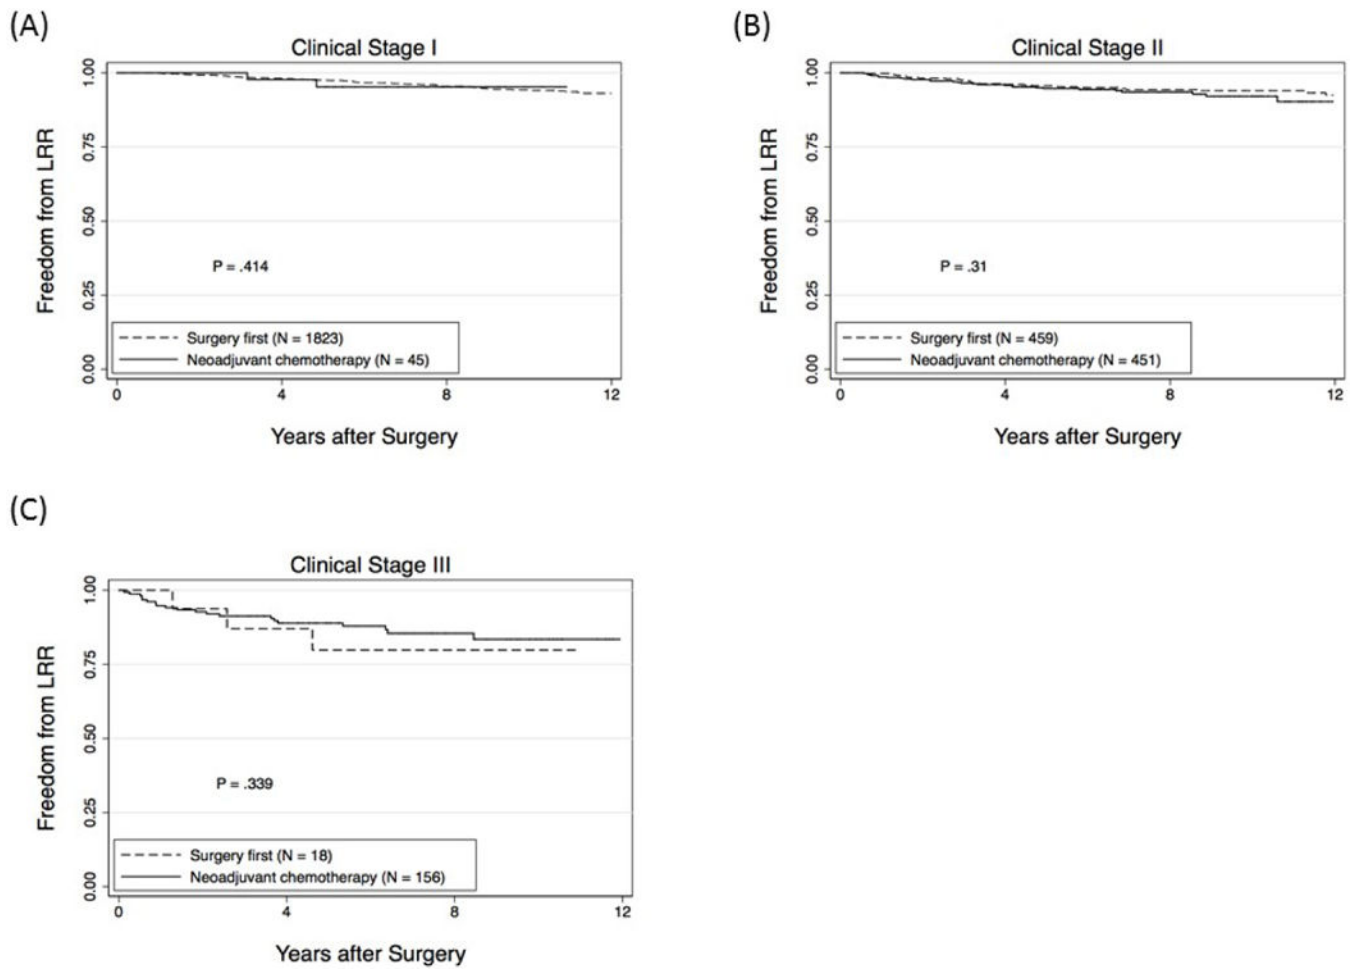 (A)
Clinical Stage I
Freedom from LRR
1.00
0.75
0.50
0.25
0.00
P = .414
Surgery first (N = 1823)
Neoadjuvant chemotherapy (N = 45)
0 4 8 12
Years after Surgery
(B)
Clinical Stage II
Freedom from LRR
1.00
0.75
0.50
0.25
0.00
P = .31
Surgery first (N = 459)
Neoadjuvant chemotherapy (N = 451)
0 4 8 12
Years after Surgery
(C)
Clinical Stage III
Freedom from LRR
1.00
0.75
0.50
0.25
0.00
P = .339
Surgery first (N = 18)
Neoadjuvant chemotherapy (N = 156)
0 4 8 12
Years after Surgery